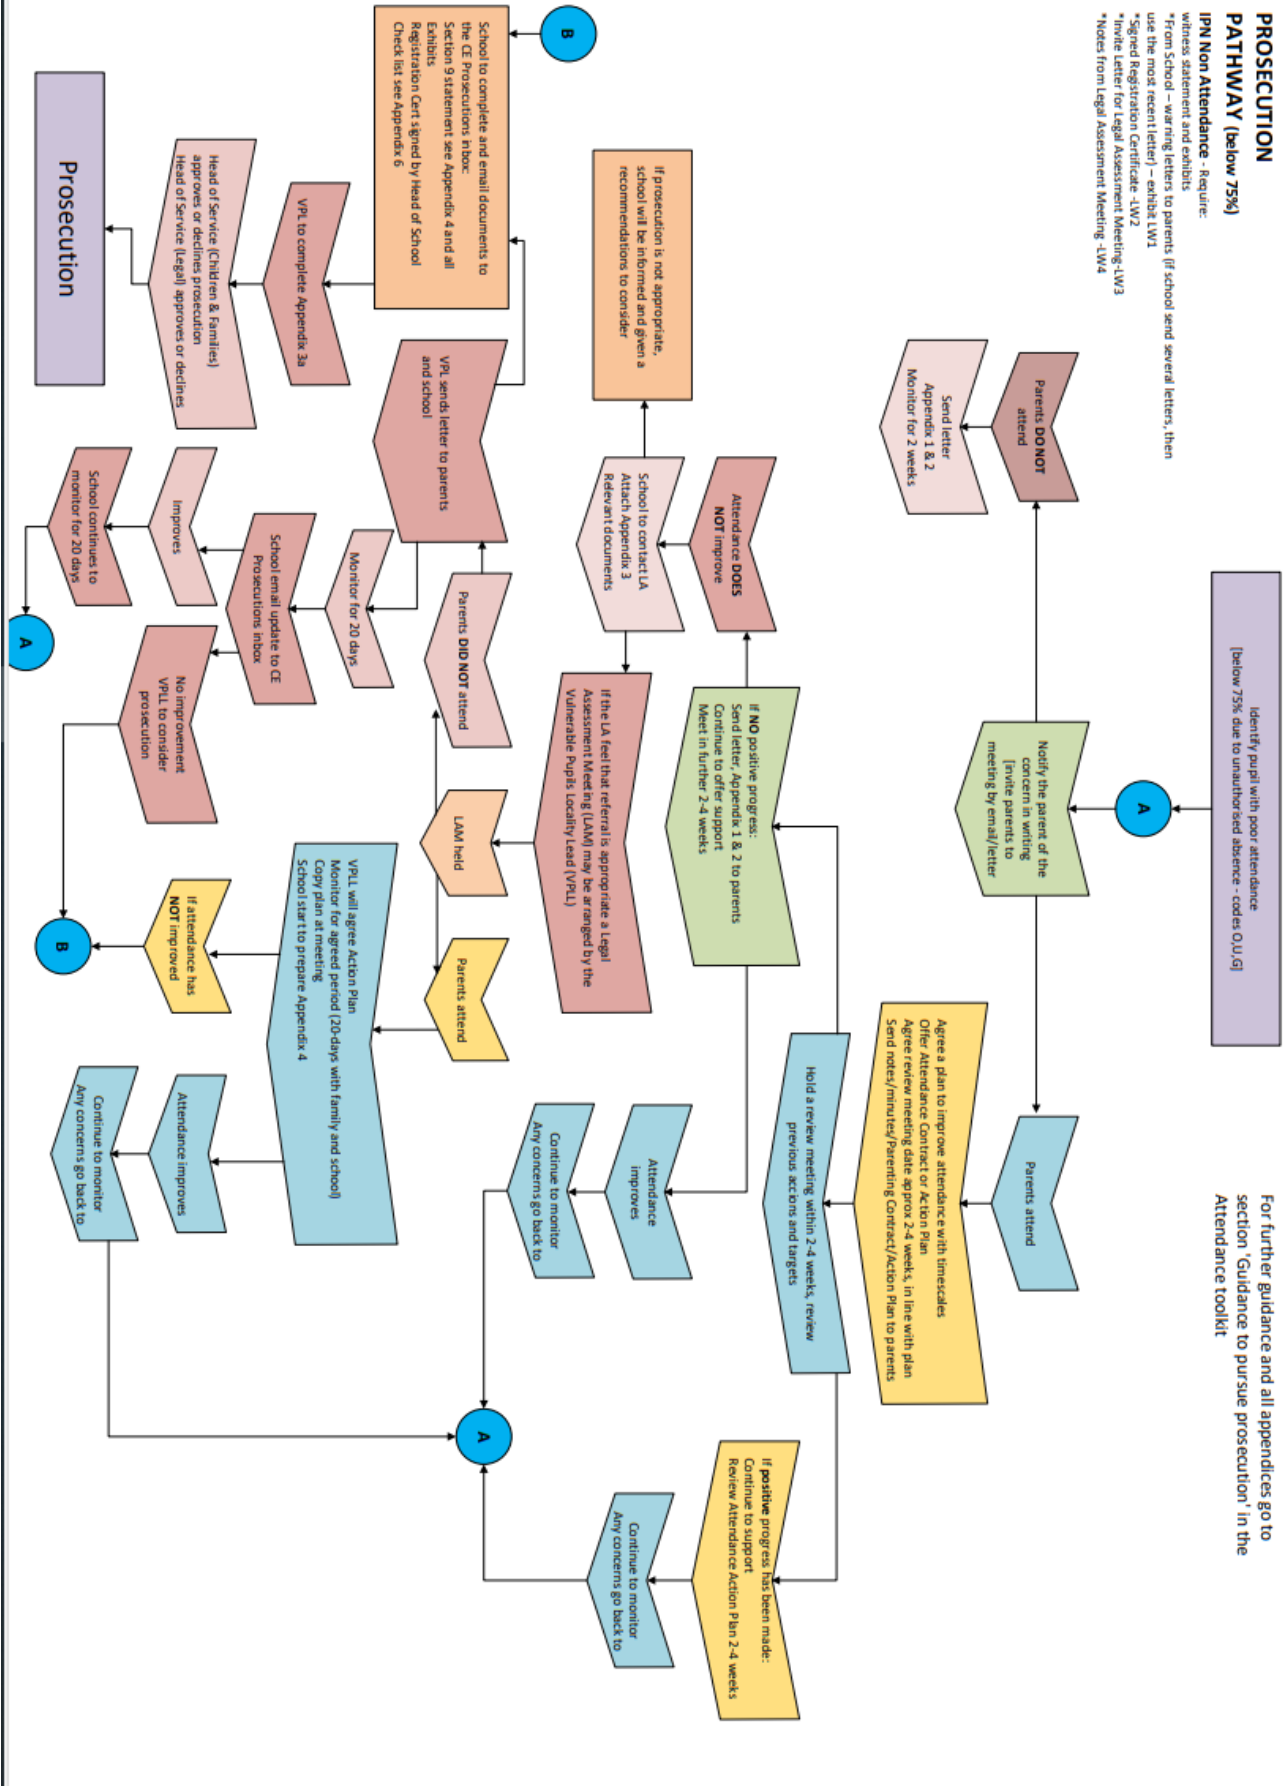 PROSECUTION
PATHWAY (below 75%)
IPN Non Attendance - Require:
witness statement and exhibits
*From School – warning letters to parents (if school send several letters, then
use the most recent letter) – exhibit LW1
*Signed Registration Certificate -LW2
*Invite Letter for Legal Assessment Meeting-LW3
*Notes from Legal Assessment Meeting -LW4
Identify pupil with poor attendance
[below 75% due to unauthorised absence - codes O,U,G]
For further guidance and all appendices go to
section 'Guidance to pursue prosecution' in the
Attendance toolkit
A
Notify the parent of the
concern in writing
[invite parents to
meeting by email/letter
Parents DO NOT
attend
Send letter
Appendix 1 & 2
Monitor for 2 weeks
Parents attend
Agree a plan to improve attendance with timescales
Offer Attendance Contract or Action Plan
Agree review meeting date approx 2-4 weeks, in line with plan
Send notes/minutes/Parenting Contract/Action Plan to parents
Hold a review meeting within 2-4 weeks, review
previous accions and targets
If NO positive progress:
Send letter, Appendix 1 & 2 to parents
Continue to offer support
Meet in further 2-4 weeks
If positive progress has been made:
Continue to support
Review Attendance Action Plan 2-4 weeks
Attendance DOES
NOT improve
Attendance
improves
Continue to monitor
Any concerns go back to
Continue to monitor
Any concerns go back to
If prosecution is not appropriate,
school will be informed and given a
recommendations to consider
School to contact LA
Attach Appendix 3
Relevant documents
If the LA feel that referral is appropriate a Legal
Assessment Meeting (LAM) may be arranged by the
Vulnerable Pupils Locality Lead (VPLL)
A
B
LAM held
Parents DID NOT attend
Parents attend
School to complete and email documents to
the CE Prosecutions inbox:
Section 9 statement see Appendix 4 and all
Exhibits
Registration Cert signed by Head of School
Check list see Appendix 6
VPL sends letter to parents
and school
Monitor for 20 days
VPLL will agree Action Plan
Monitor for agreed period (20-days with family and school)
Copy plan at meeting
School start to prepare Appendix 4
VPL to complete Appendix 3a
School email update to CE
Prosecutions inbox
Head of Service (Children & Families)
approves or declines prosecution
Head of Service (Legal) approves or declines
Improves
No improvement
VPLL to consider
prosecution
If attendance has
NOT improved
Attendance improves
Prosecution
School continues to
monitor for 20 days
Continue to monitor
Any concerns go back to
A
B